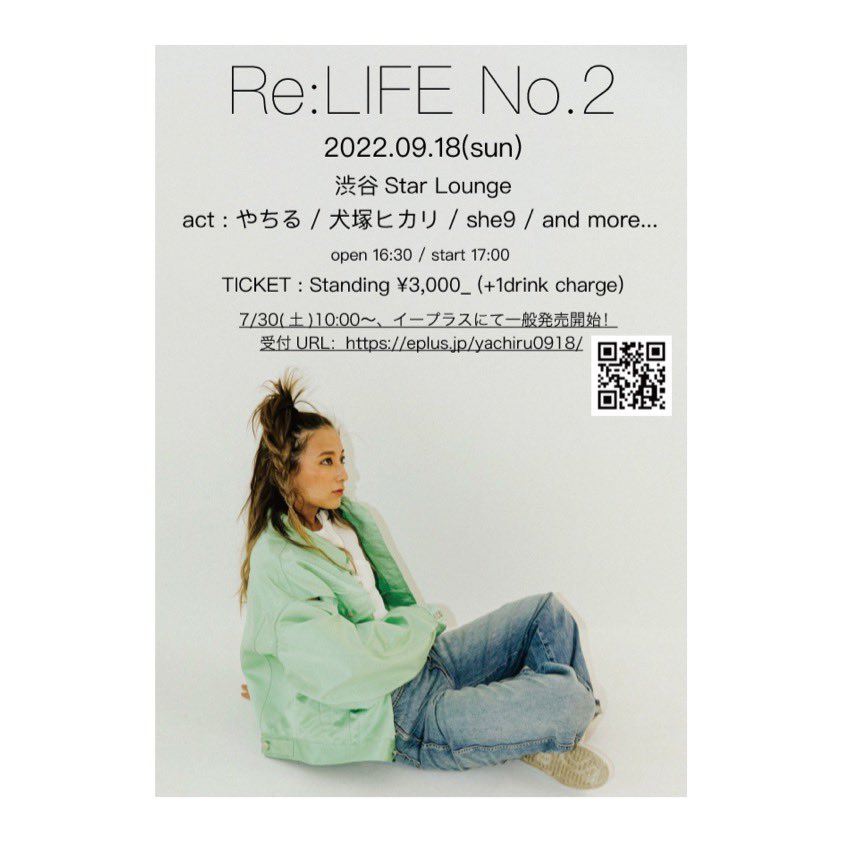 Re:LIFE No.2
2022.09.18(sun)
渋谷 Star Lounge
act : やちる / 犬塚ヒカリ / she9 / and more...
open 16:30 / start 17:00
TICKET : Standing ¥3,000_ (+1drink charge)
7/30(土)10:00〜、イープラスにて一般発売開始!
受付 URL: https://eplus.jp/yachiru0918/